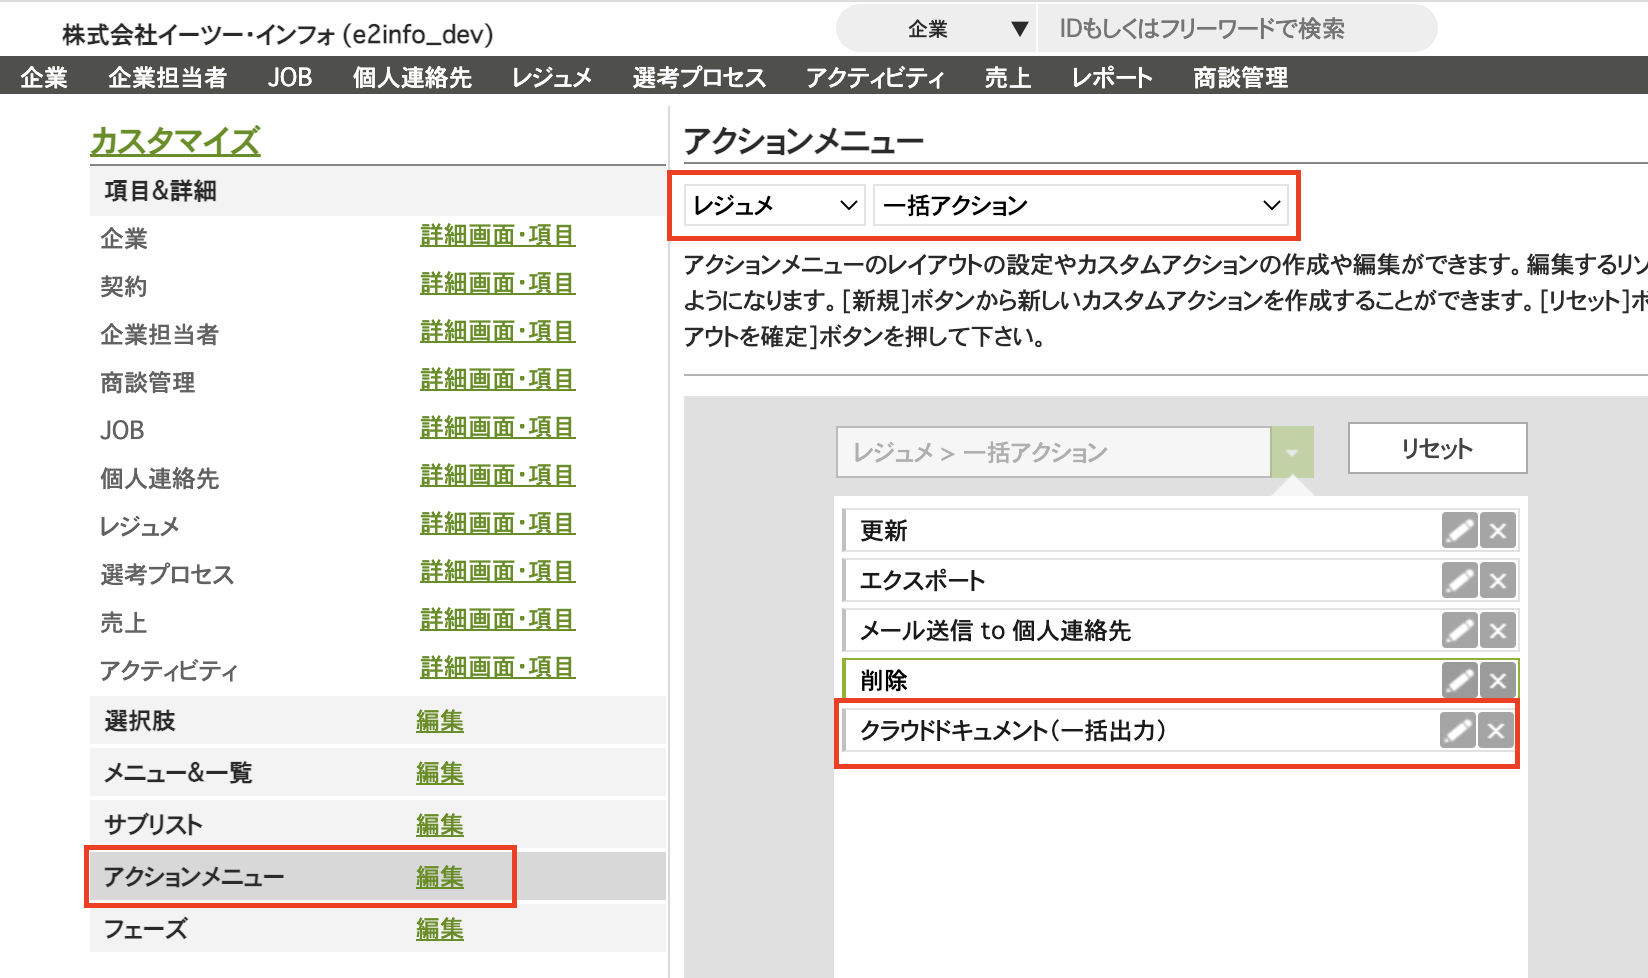 株式会社イーツー・インフォ (e2info_dev)
企業 ▼ IDもしくはフリーワードで検索
企業 企業担当者 JOB 個人連絡先 レジュメ 選考プロセス アクティビティ 売上 レポート 商談管理
カスタマイズ
項目&詳細
企業 詳細画面・項目
契約 詳細画面・項目
企業担当者 詳細画面・項目
商談管理 詳細画面・項目
JOB 詳細画面・項目
個人連絡先 詳細画面・項目
レジュメ 詳細画面・項目
選考プロセス 詳細画面・項目
売上 詳細画面・項目
アクティビティ 詳細画面・項目
選択肢 編集
メニュー&一覧 編集
サブリスト 編集
アクションメニュー 編集
フェーズ 編集
アクションメニュー
レジュメ 一括アクション
アクションメニューのレイアウトの設定やカスタムアクションの作成や編集ができます。編集するリソ
ようになります。[新規]ボタンから新しいカスタムアクションを作成することができます。[リセット]ボ
アウトを確定]ボタンを押して下さい。
レジュメ > 一括アクション リセット
更新
エクスポート
メール送信 to 個人連絡先
削除
クラウドドキュメント(一括出力)